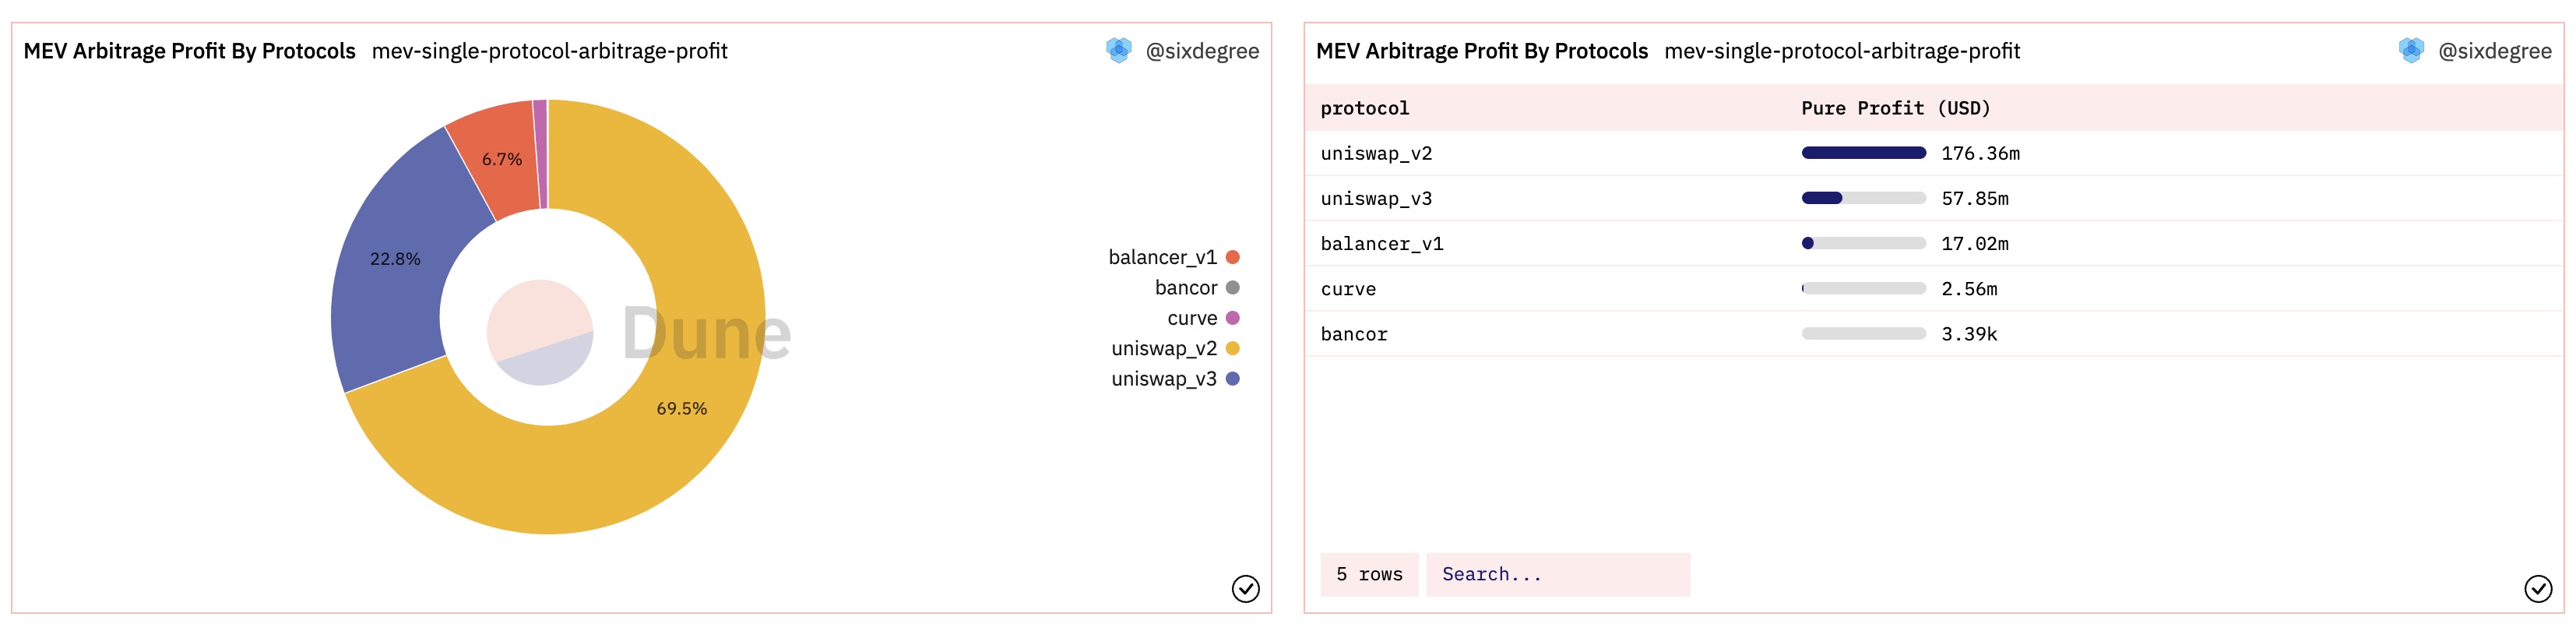 MEV Arbitrage Profit By Protocols mev-single-protocol-arbitrage-profit @sixdegree
6.7%
22.8%
69.5%
Dune
balancer_v1
bancor
curve
uniswap_v2
uniswap_v3
MEV Arbitrage Profit By Protocols mev-single-protocol-arbitrage-profit @sixdegree
protocol Pure Profit (USD)
uniswap_v2 176.36m
uniswap_v3 57.85m
balancer_v1 17.02m
curve 2.56m
bancor 3.39k
5 rows Search...